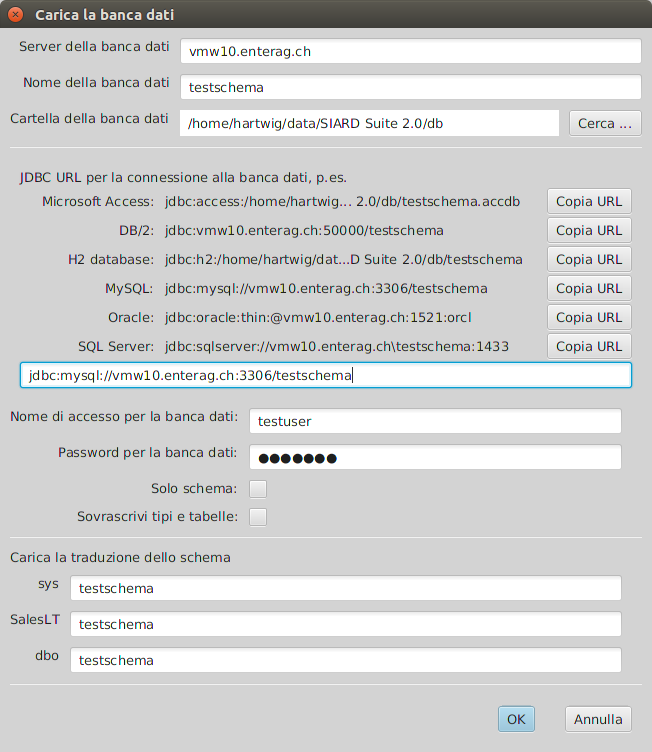 Carica la banca dati
Server della banca dati vmw10.enterag.ch
Nome della banca dati testschema
Cartella della banca dati /home/hartwig/data/SIARD Suite 2.0/db Cerca ...
JDBC URL per la connessione alla banca dati, p.es.
Microsoft Access: jdbc:access:/home/hartwig... 2.0/db/testschema.accdb Copia URL
DB/2: jdbc:vmw10.enterag.ch:50000/testschema Copia URL
H2 database: jdbc:h2:/home/hartwig/dat...D Suite 2.0/db/testschema Copia URL
MySQL: jdbc:mysql://vmw10.enterag.ch:3306/testschema Copia URL
Oracle: jdbc:oracle:thin:@vmw10.enterag.ch:1521:orcl Copia URL
SQL Server: jdbc:sqlserver://vmw10.enterag.ch\testschema:1433 Copia URL
jdbc:mysql://vmw10.enterag.ch:3306/testschema
Nome di accesso per la banca dati: testuser
Password per la banca dati: ●●●●●●●
Solo schema:
Sovrascrivi tipi e tabelle:
Carica la traduzione dello schema
sys testschema
SalesLT testschema
dbo testschema
OK Annulla